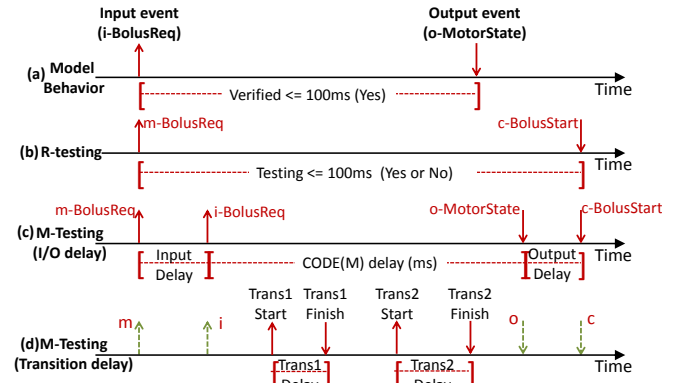 Input event
(i-BolusReq)
Output event
(o-MotorState)
(a) Model
Behavior
Verified <= 100ms (Yes)
Time
m-BolusReq
c-BolusStart
(b) R-testing
Testing <= 100ms (Yes or No)
Time
m-BolusReq
i-BolusReq
o-MotorState
c-BolusStart
(c) M-Testing
(I/O delay)
Input
Delay
CODE(M) delay (ms)
Output
Delay
Time
Trans1
Start
Trans1
Finish
Trans2
Start
Trans2
Finish
m
i
o
c
(d)M-Testing
(Transition delay)
Trans1
Delay
Trans2
Delay
Time